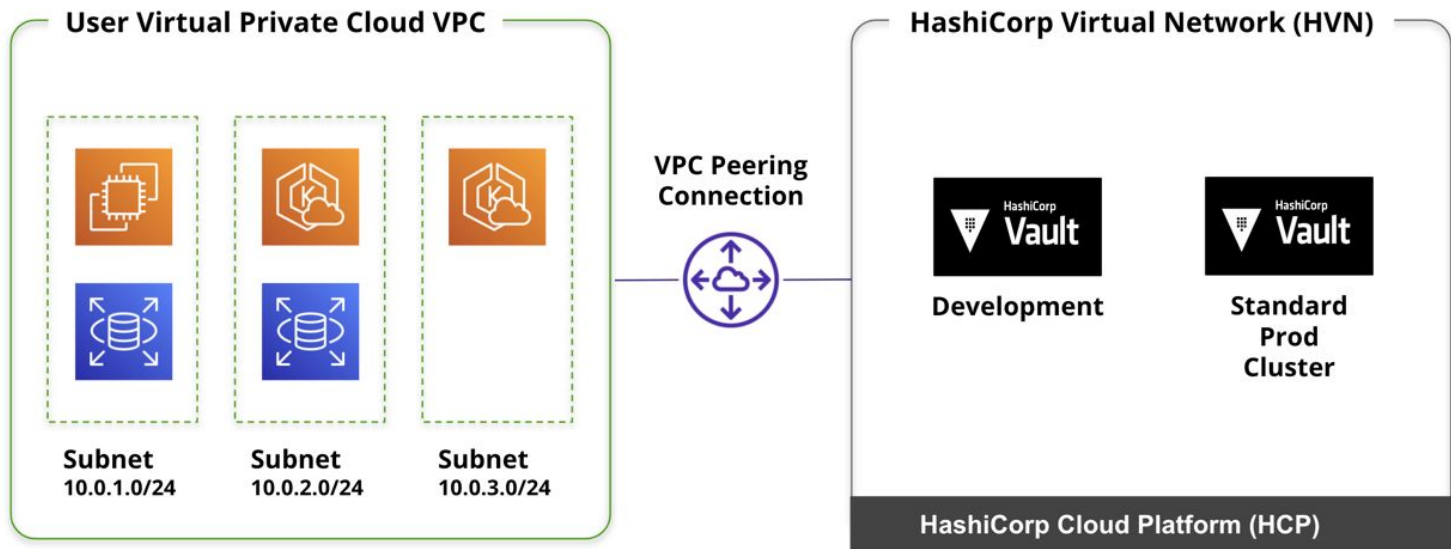 User Virtual Private Cloud VPC
Subnet
10.0.1.0/24
Subnet
10.0.2.0/24
Subnet
10.0.3.0/24
VPC Peering
Connection
HashiCorp Virtual Network (HVN)
HashiCorp
Vault
Development
HashiCorp
Vault
Standard
Prod
Cluster
HashiCorp Cloud Platform (HCP)